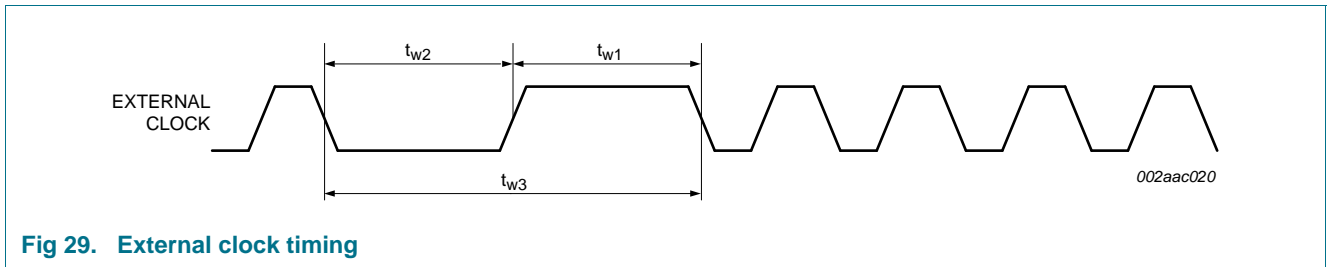 t_w2
t_w1
EXTERNAL
CLOCK
t_w3
002aac020
Fig 29. External clock timing